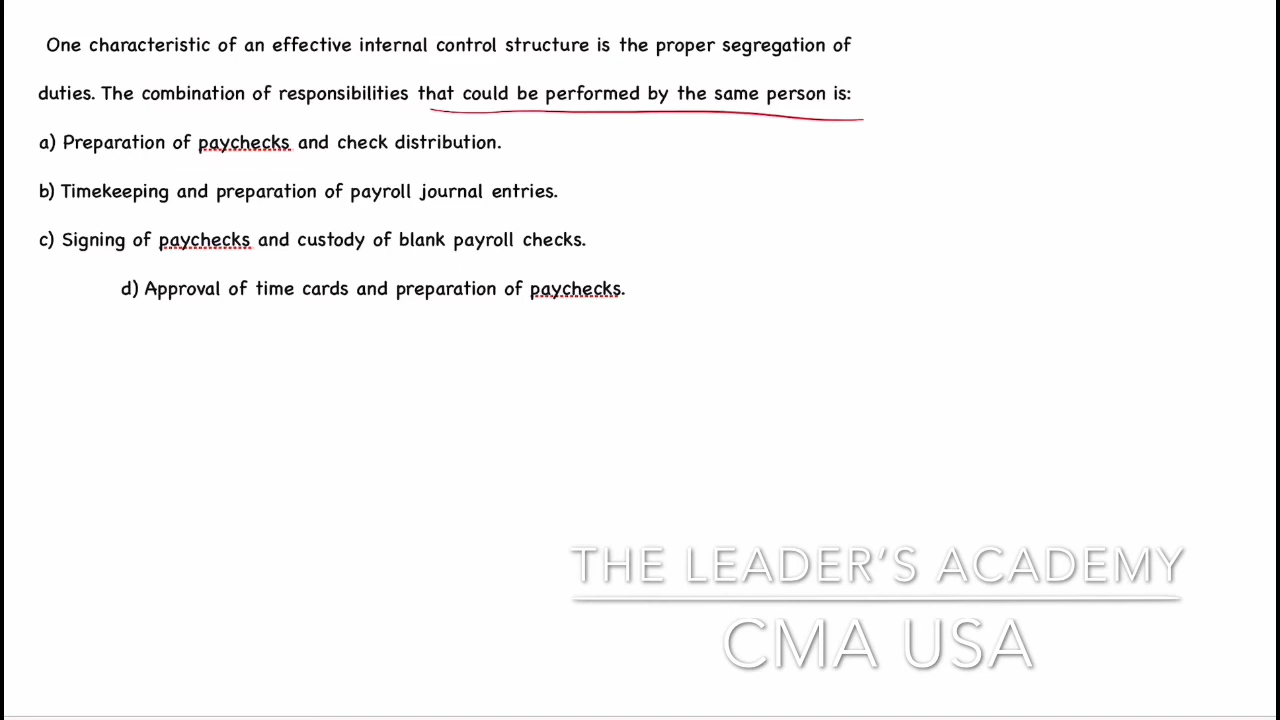 One characteristic of an effective internal control structure is the proper segregation of
duties. The combination of responsibilities that could be performed by the same person is:
a) Preparation of paychecks and check distribution.
b) Timekeeping and preparation of payroll journal entries.
c) Signing of paychecks and custody of blank payroll checks.
d) Approval of time cards and preparation of paychecks.
THE LEADER'S ACADEMY
CMA USA